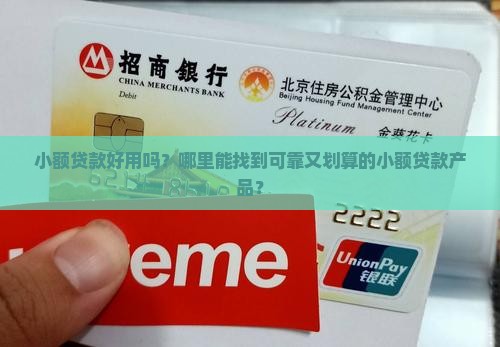 招商银行
CHINA MERCHANTS BANK
Debit
北京住房公积金管理中心
Beijing Housing Fund Management Center
Platinum
金葵花卡
小额贷款好用吗？哪里能找到可靠又划算的小额贷款产
品？
2222
eme
UnionPay
银联